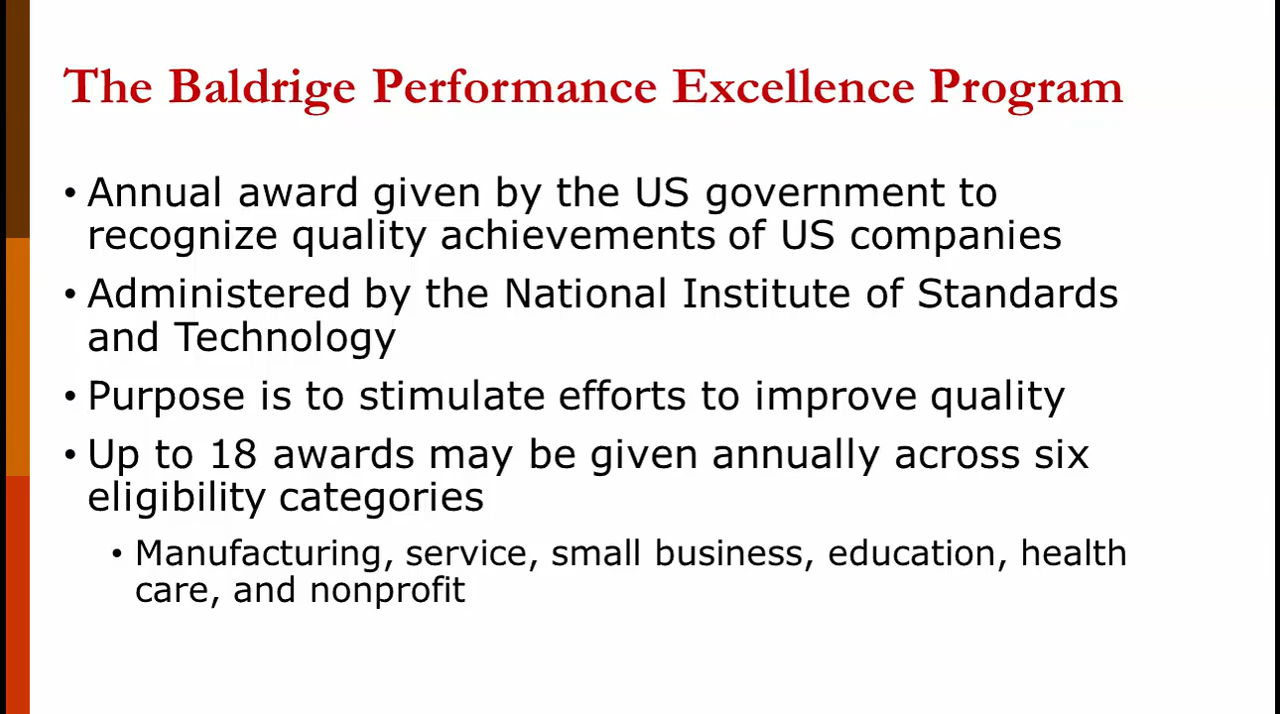 The Baldrige Performance Excellence Program
• Annual award given by the US government to
recognize quality achievements of US companies
• Administered by the National Institute of Standards
and Technology
• Purpose is to stimulate efforts to improve quality
• Up to 18 awards may be given annually across six
eligibility categories
• Manufacturing, service, small business, education, health
care, and nonprofit